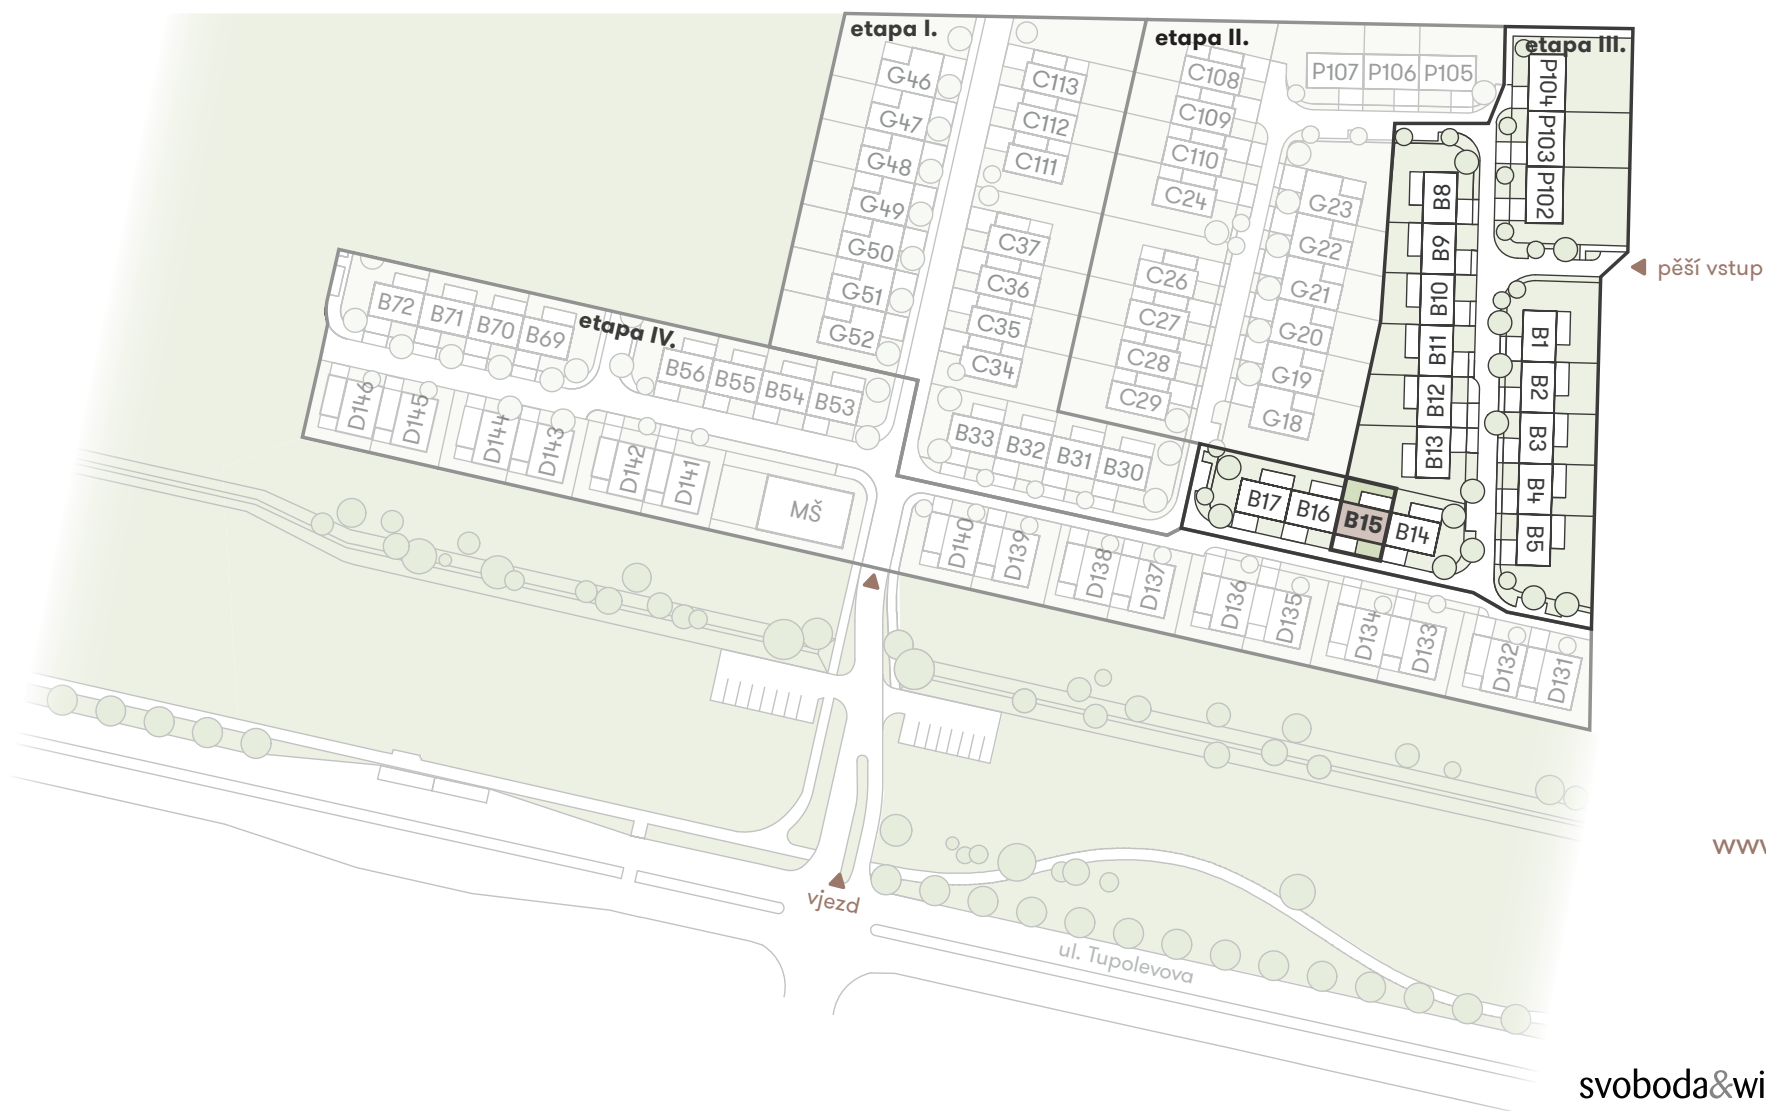 etapa I.
etapa II.
etapa III.
G46
G47
G48
G49
G50
G51
G52
C113
C112
C111
C37
C36
C35
C34
C108
C109
C110
C24
C26
C27
C28
C29
P107 P106 P105
G23
G22
G21
G20
G19
G18
P104
P103
P102
B8
B9
B10
B11
B12
B13
B1
B2
B3
B4
B5
pěší vstup
B72 B71 B70 B69
etapa IV.
B56 B55 B54 B53
B33 B32 B31 B30
B17 B16 B15 B14
D146 D145 D144 D143 D142 D141
MŠ
D140 D139 D138 D137 D136 D135 D134 D133 D132 D131
vjezd
ul. Tupolevova
svoboda&wi